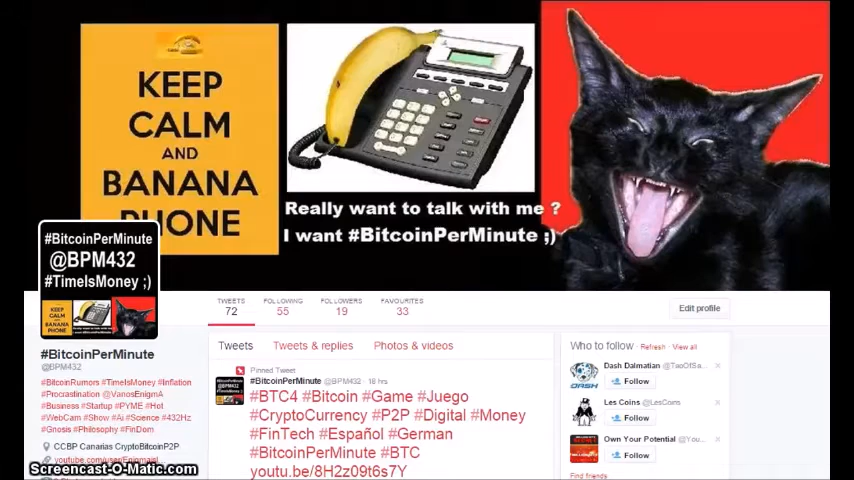 KEEP
CALM
AND
BANANA
PHONE
Really want to talk with me ?
I want #BitcoinPerMinute ;)
#BitcoinPerMinute
@BPM432
#TimeIsMoney ;)
TWEETS
72
FOLLOWING
55
FOLLOWERS
19
FAVOURITES
33
Edit profile
#BitcoinPerMinute
@BPM432
#BitcoinRumors #TimeIsMoney #Inflation
#Procrastination @VanosEnigmA
#Business #Startup #PYME #Hot
#WebCam #Show #Ai #Science #432Hz
#Gnosis #Philosophy #FinDom
CCBP Canarias CryptoBitcoinP2P
Tweets
Tweets & replies
Photos & videos
Pinned Tweet
#BitcoinPerMinute @BPM432 · 18 hrs
#BTC4 #Bitcoin #Game #Juego
#CryptoCurrency #P2P #Digital #Money
#FinTech #Español #German
#BitcoinPerMinute #BTC
youtu.be/8H2z09t6s7Y
Who to follow · Refresh · View all
Dash Dalmatian @TaoOfSa...
Follow
Les Coins @LesCoins
Follow
Own Your Potential @You...
Follow
Find friends
Screencast-O-Matic.com